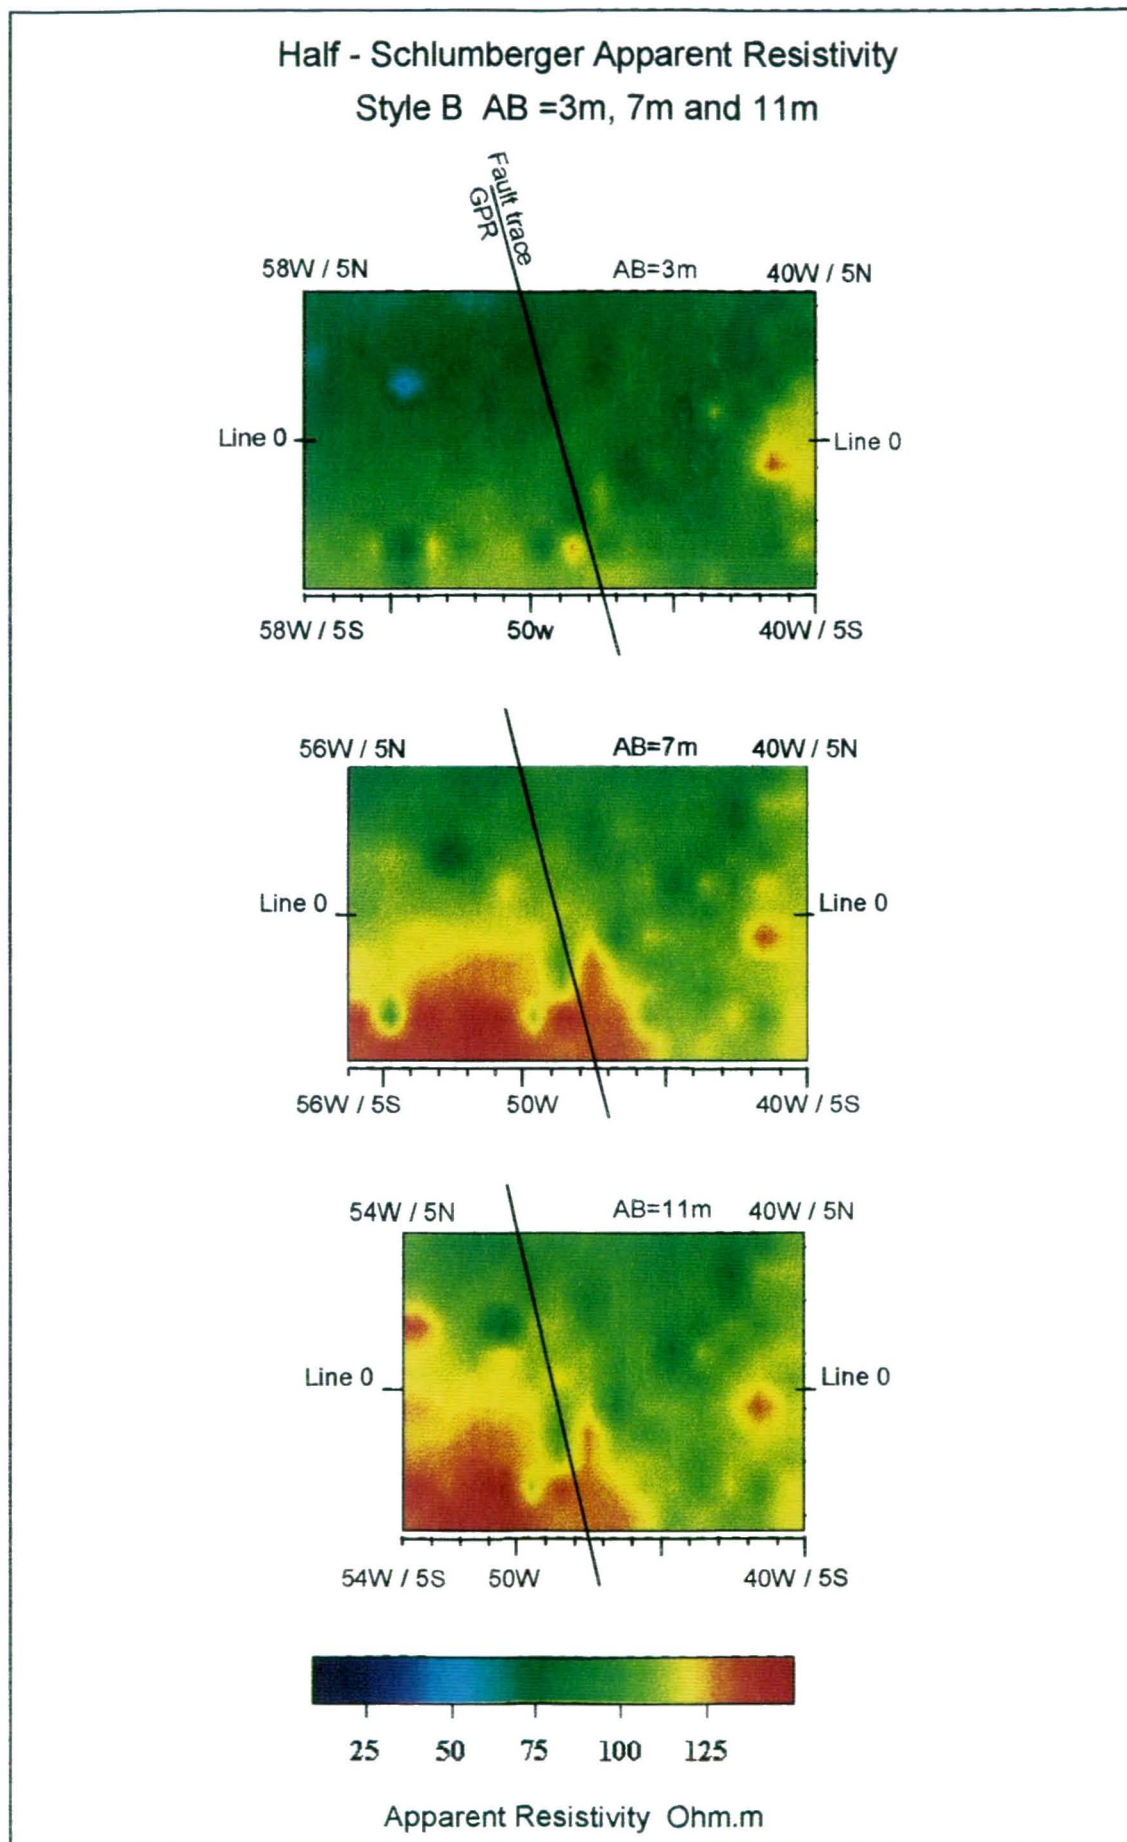 Half - Schlumberger Apparent Resistivity
Style B AB =3m, 7m and 11m
Fault trace
GPR
58W / 5N AB=3m 40W / 5N
Line 0 Line 0
58W / 5S 50w 40W / 5S
56W / 5N AB=7m 40W / 5N
Line 0 Line 0
56W / 5S 50W 40W / 5S
54W / 5N AB=11m 40W / 5N
Line 0 Line 0
54W / 5S 50W 40W / 5S
25 50 75 100 125
Apparent Resistivity Ohm.m